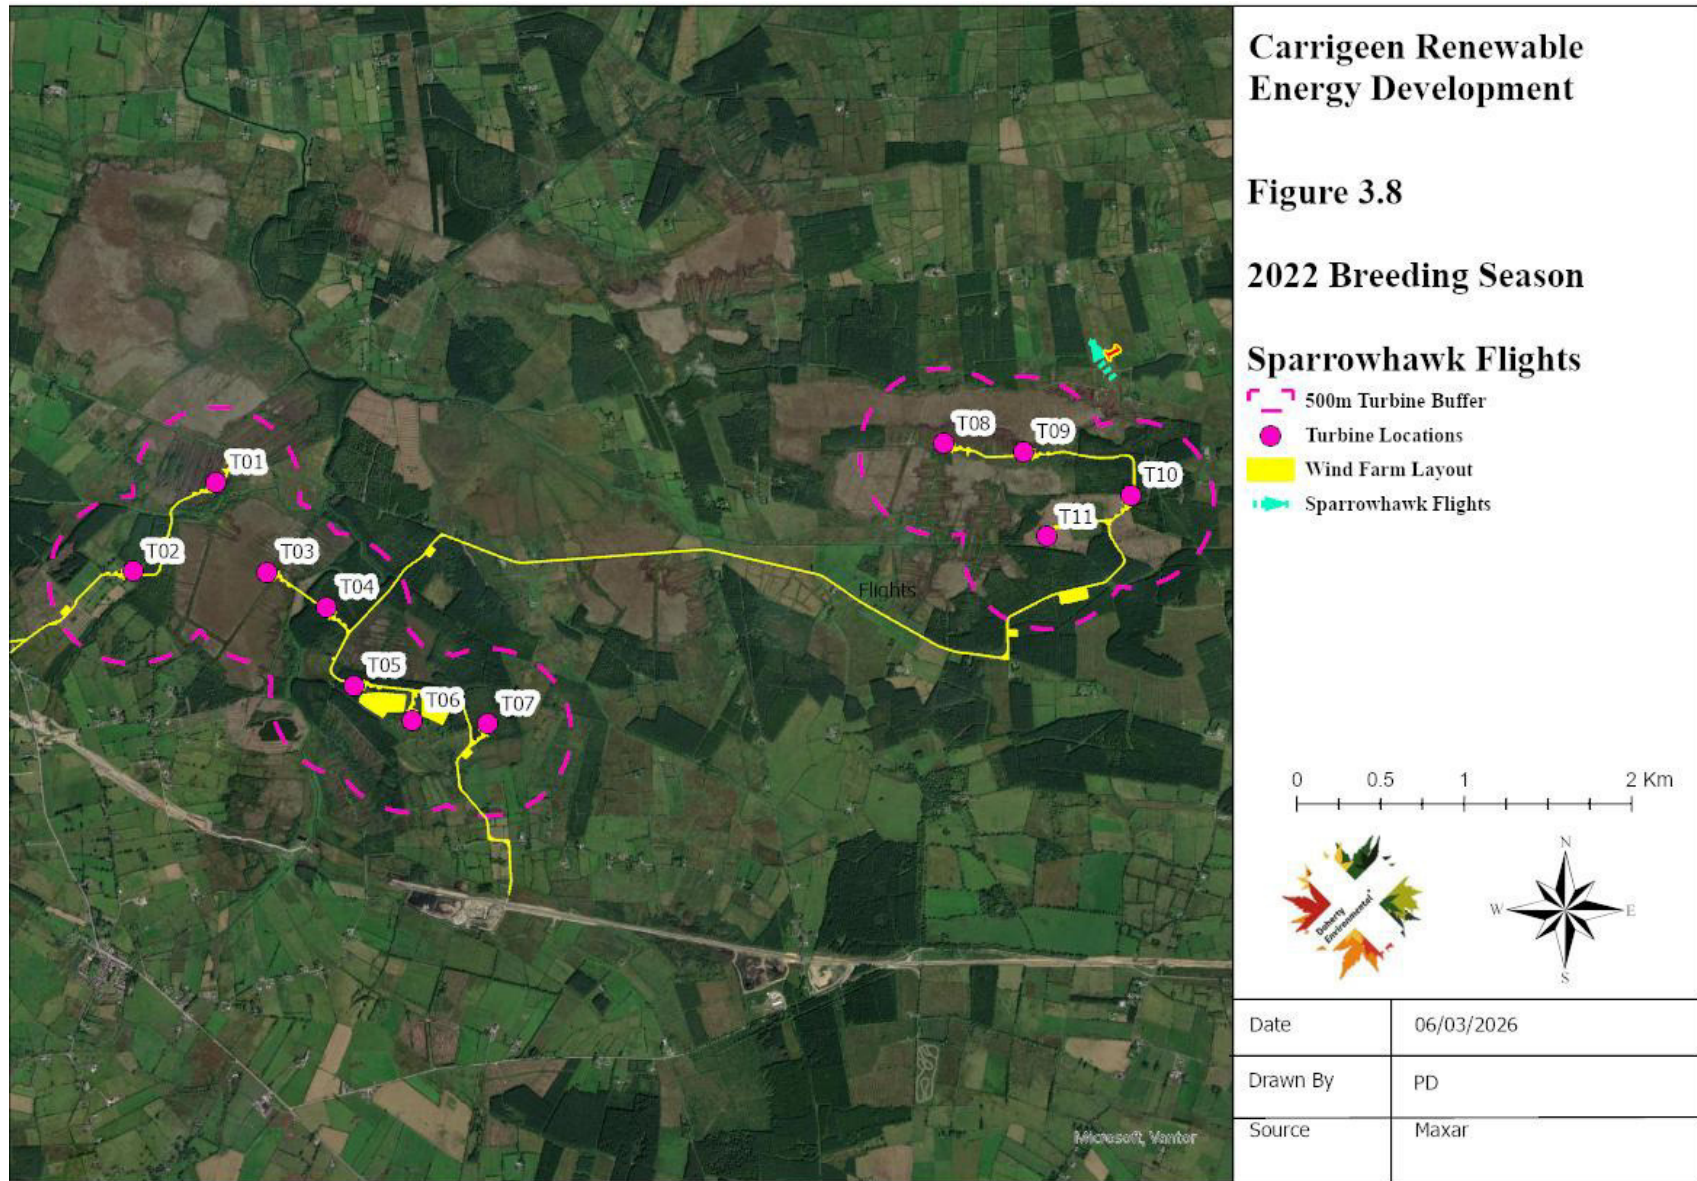 Carrigeen Renewable
Energy Development
Figure 3.8
2022 Breeding Season
Sparrowhawk Flights
500m Turbine Buffer
Turbine Locations
Wind Farm Layout
Sparrowhawk Flights
T01
T02
T03
T04
T05
T06
T07
T08
T09
T10
T11
Flights
0 0.5 1 2 Km
Doherty
Environmental
N
W E
S
Date 06/03/2026
Drawn By PD
Source Maxar
Microsoft, Vantor